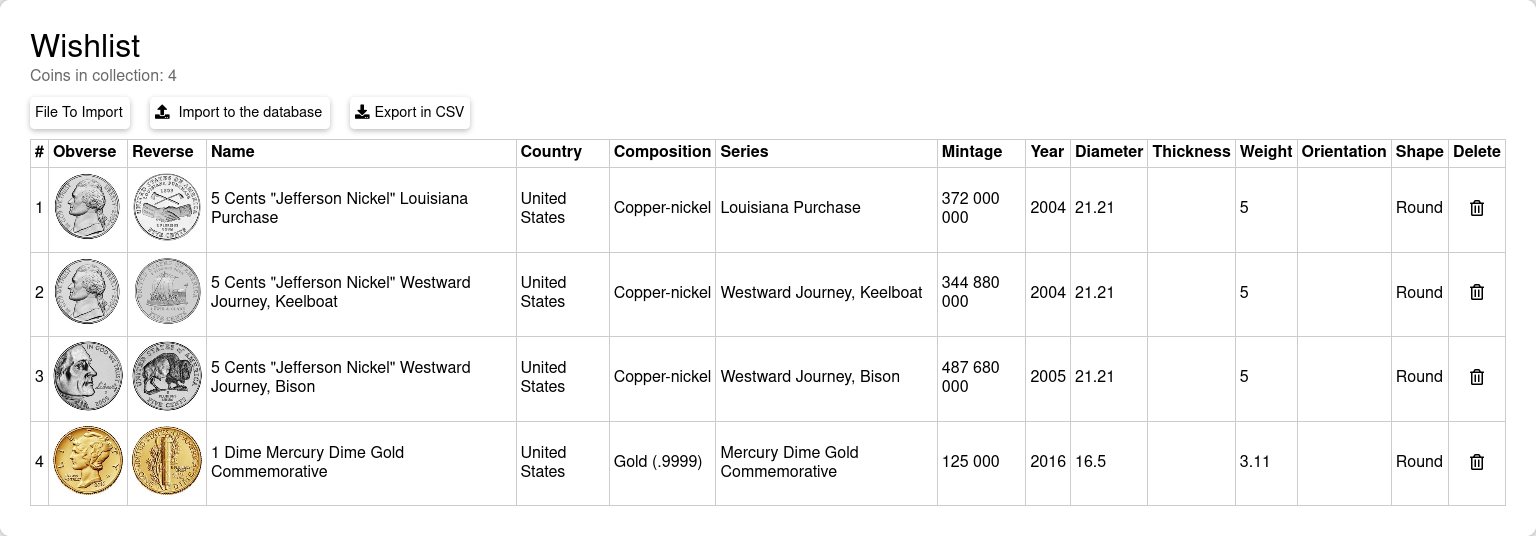 Wishlist
Coins in collection: 4
File To Import Import to the database Export in CSV
# Obverse Reverse Name Country Composition Series Mintage Year Diameter Thickness Weight Orientation Shape Delete
1 5 Cents "Jefferson Nickel" Louisiana Purchase United States Copper-nickel Louisiana Purchase 372 000 000 2004 21.21 5 Round
2 5 Cents "Jefferson Nickel" Westward Journey, Keelboat United States Copper-nickel Westward Journey, Keelboat 344 880 000 2004 21.21 5 Round
3 5 Cents "Jefferson Nickel" Westward Journey, Bison United States Copper-nickel Westward Journey, Bison 487 680 000 2005 21.21 5 Round
4 1 Dime Mercury Dime Gold Commemorative United States Gold (.9999) Mercury Dime Gold Commemorative 125 000 2016 16.5 3.11 Round